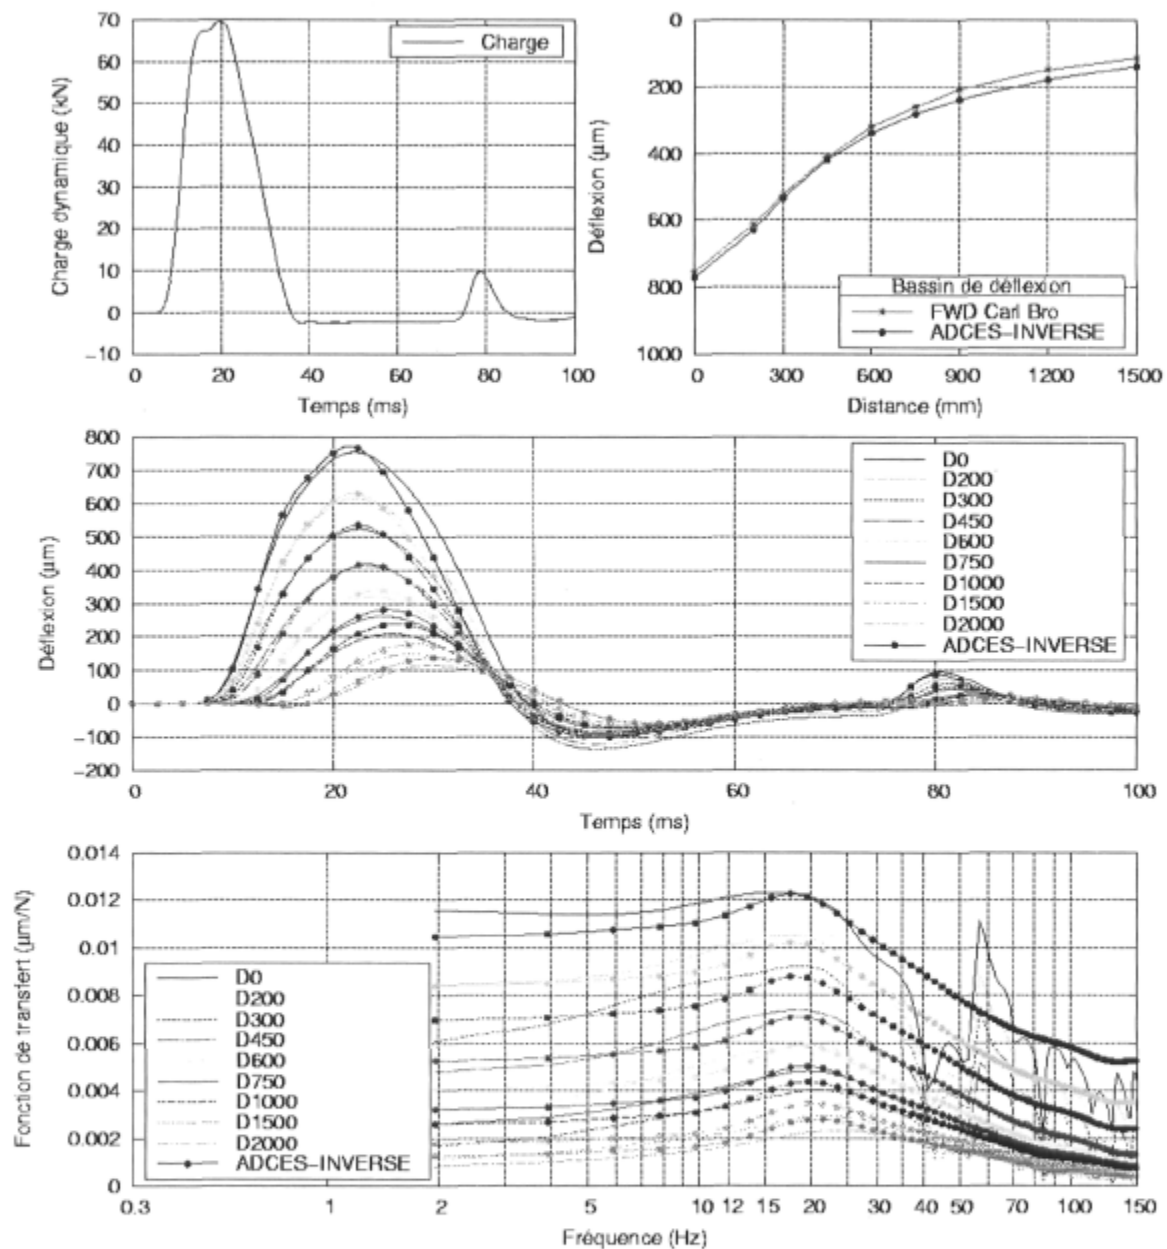 70
60
50
40
30
20
10
0
−10
Charge dynamique (kN)
Charge
0
20
40
60
80
100
Temps (ms)
0
200
400
600
800
1000
Déflexion (µm)
Bassin de déflexion
FWD Carl Bro
ADCES−INVERSE
0
300
600
900
1200
1500
Distance (mm)
800
700
600
500
400
300
200
100
0
−100
−200
Déflexion (µm)
D0
D200
D300
D450
D600
D750
D1000
D1500
D2000
ADCES−INVERSE
0
20
40
60
80
100
Temps (ms)
0.014
0.012
0.01
0.008
0.006
0.004
0.002
0
Fonction de transfert (µm/N)
D0
D200
D300
D450
D600
D750
D1000
D1500
D2000
ADCES−INVERSE
0.3
1
2
5
10
12
15
20
30
40
50
70
100
150
Fréquence (Hz)